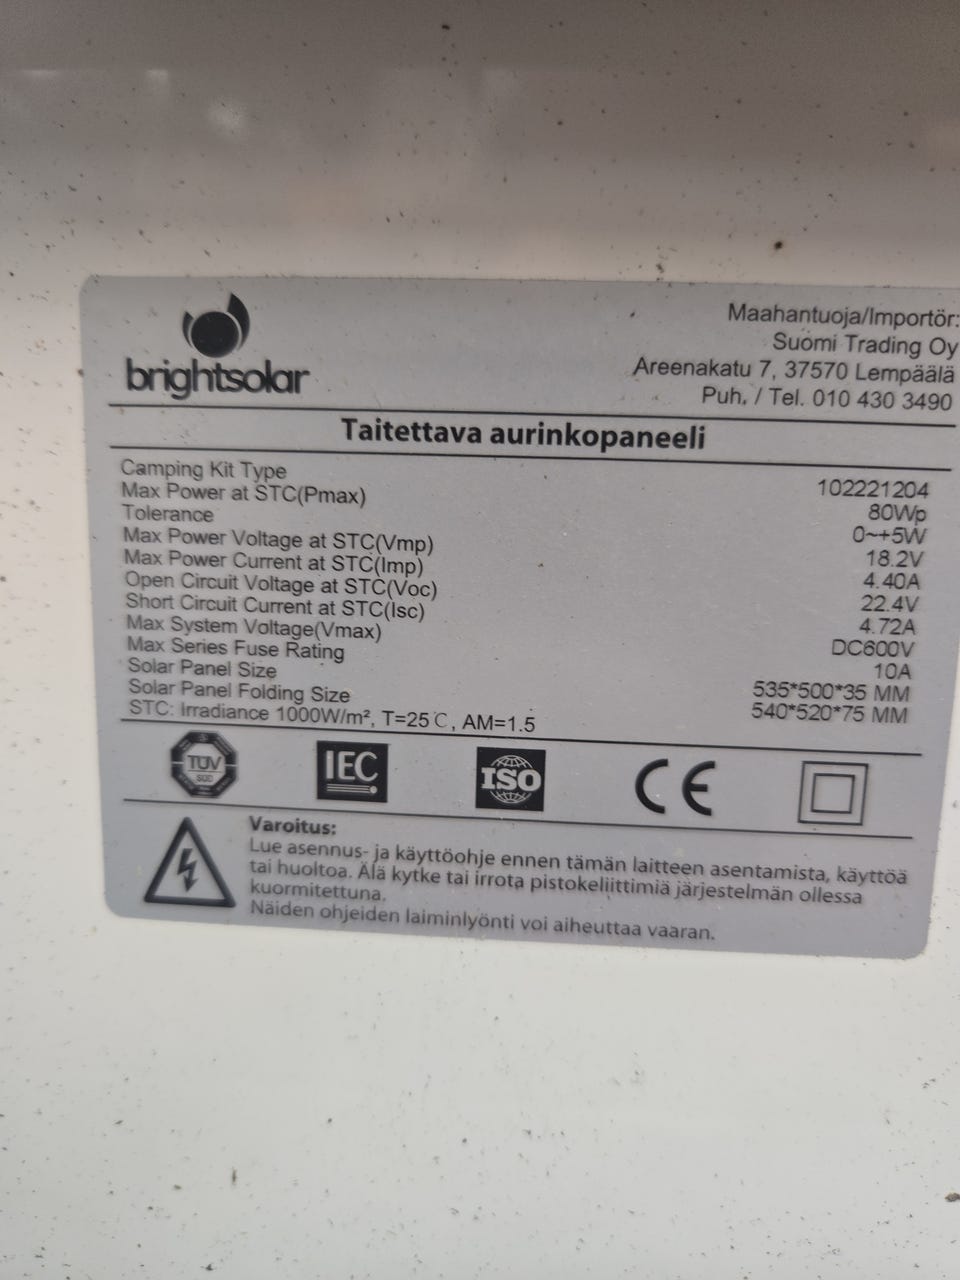 brightsolar
Maahantuoja/Importör:
Suomi Trading Oy
Areenakatu 7, 37570 Lempäälä
Puh. / Tel. 010 430 3490
Taitettava aurinkopaneeli
Camping Kit Type 102221204
Max Power at STC(Pmax) 80Wp
Tolerance 0~+5W
Max Power Voltage at STC(Vmp) 18.2V
Max Power Current at STC(Imp) 4.40A
Open Circuit Voltage at STC(Voc) 22.4V
Short Circuit Current at STC(Isc) 4.72A
Max System Voltage(Vmax) DC600V
Max Series Fuse Rating 10A
Solar Panel Size 535*500*35 MM
Solar Panel Folding Size 540*520*75 MM
STC: Irradiance 1000W/m², T=25℃, AM=1.5
TÜV
SÜD
IEC
ISO
CE
Varoitus:
Lue asennus- ja käyttöohje ennen tämän laitteen asentamista, käyttöä
tai huoltoa. Älä kytke tai irrota pistokeliittimiä järjestelmän ollessa
kuormitettuna.
Näiden ohjeiden laiminlyönti voi aiheuttaa vaaran.